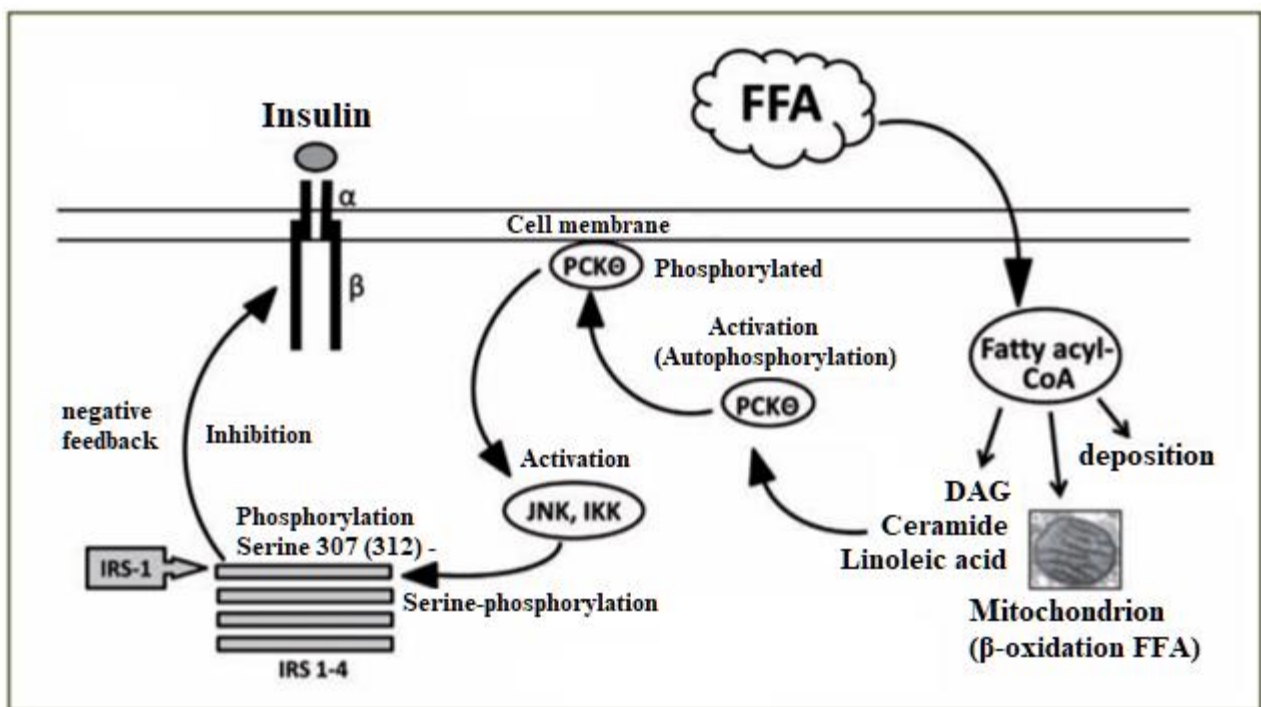 Insulin
FFA
α
β
Cell membrane
PCKΘ
Phosphorylated
Activation
(Autophosphorylation)
PCKΘ
Fatty acyl-
CoA
deposition
DAG
Ceramide
Linoleic acid
Mitochondrion
(β-oxidation FFA)
negative
feedback
Inhibition
Activation
JNK, IKK
Phosphorylation
Serine 307 (312) -
IRS-1
Serine-phosphorylation
IRS 1-4